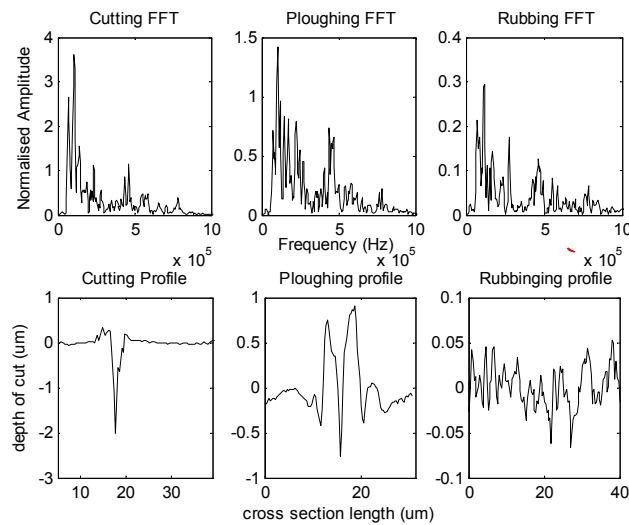 Cutting FFT
Ploughing FFT
Rubbing FFT
Normalised Amplitude
4
3
2
1
0
0 5 10
x 10^5
1.5
1
0.5
0
0 5 10
x 10^5
0.4
0.3
0.2
0.1
0
0 5 10
x 10^5
Frequency (Hz)
Cutting Profile
Ploughing profile
Rubbinging profile
depth of cut (um)
1
0
-1
-2
-3
10 20 30
1
0.5
0
-0.5
-1
0 20
0.1
0.05
0
-0.05
-0.1
0 20 40
cross section length (um)